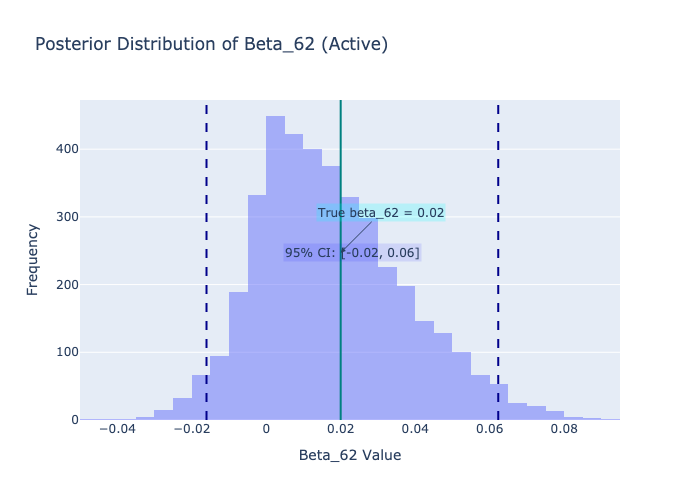 Posterior Distribution of Beta_62 (Active)
Frequency
400
300
200
100
0
True beta_62 = 0.02
95% CI: [-0.02, 0.06]
−0.04
−0.02
0
0.02
0.04
0.06
0.08
Beta_62 Value